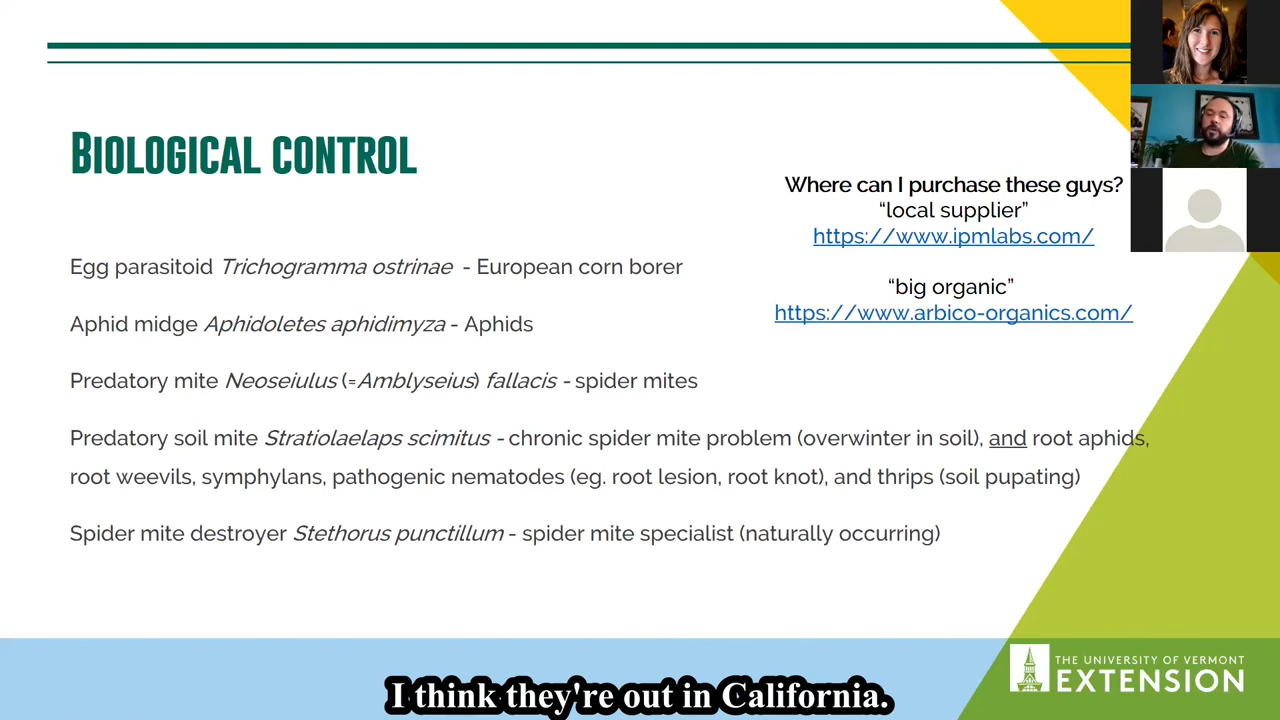 BIOLOGICAL CONTROL
Where can I purchase these guys?
“local supplier”
https://www.ipmlabs.com/
“big organic”
https://www.arbico-organics.com/
Egg parasitoid Trichogramma ostrinae - European corn borer
Aphid midge Aphidoletes aphidimyza - Aphids
Predatory mite Neoseiulus (=Amblyseius) fallacis - spider mites
Predatory soil mite Stratiolaelaps scimitus - chronic spider mite problem (overwinter in soil), and root aphids,
root weevils, symphylans, pathogenic nematodes (eg. root lesion, root knot), and thrips (soil pupating)
Spider mite destroyer Stethorus punctillum - spider mite specialist (naturally occurring)
THE UNIVERSITY OF VERMONT
EXTENSION
I think they're out in California.